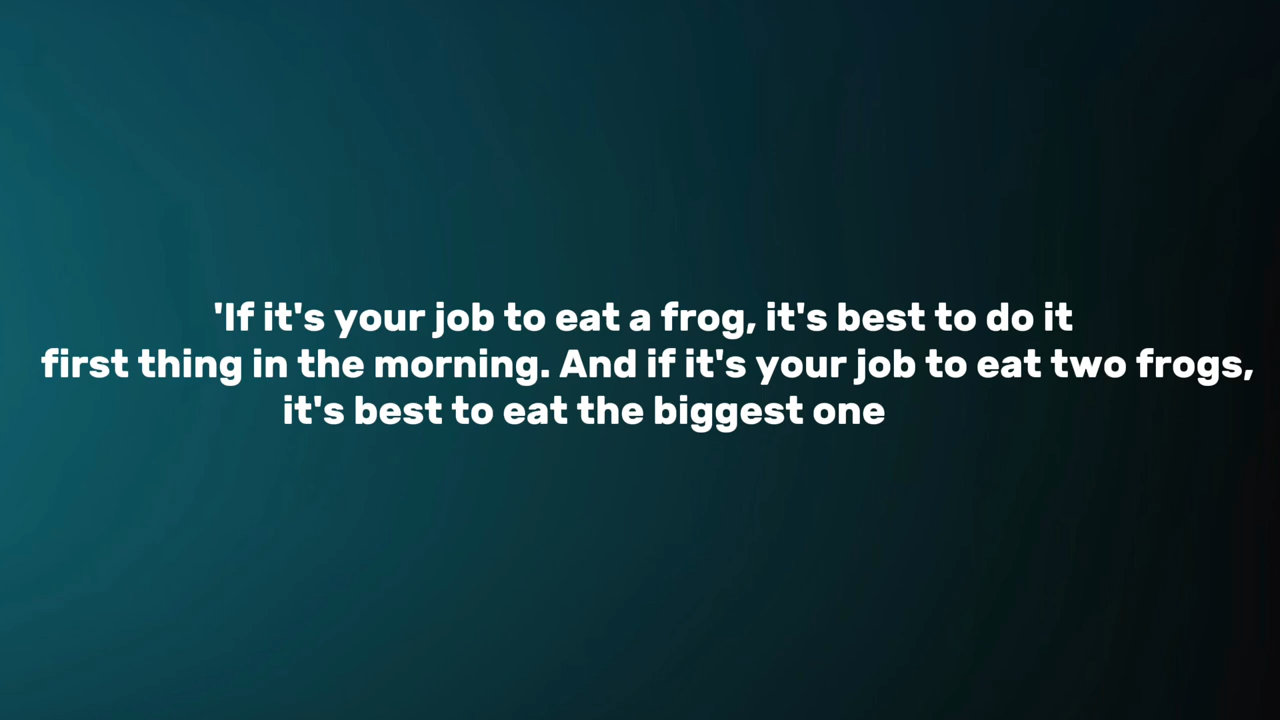 'If it's your job to eat a frog, it's best to do it
first thing in the morning. And if it's your job to eat two frogs,
it's best to eat the biggest one